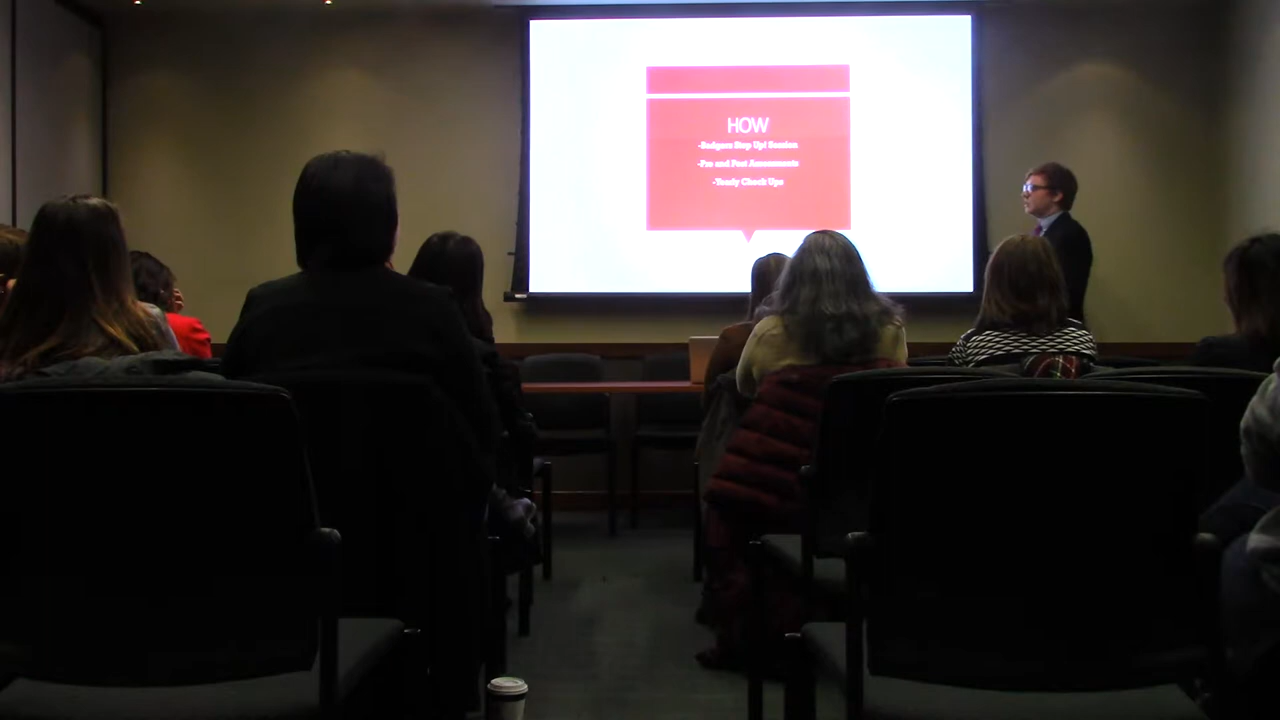 HOW
-Badgers Step Up! Session
-Pre and Post Assessments
-Yearly Check Ups